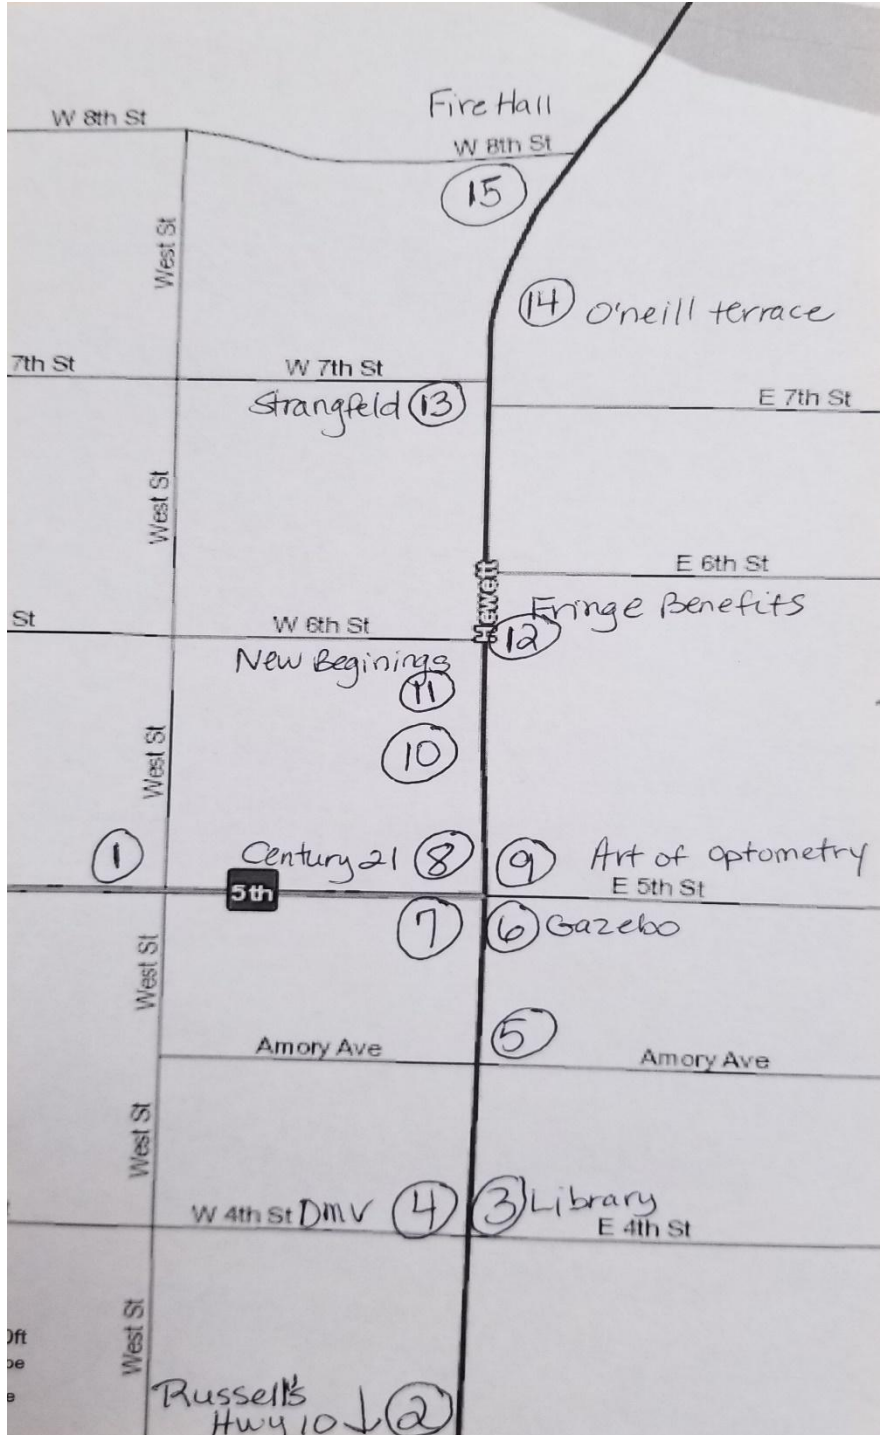 Fire Hall
W 8th St
W 8th St
15
West St
14 O'neill terrace
7th St
W 7th St
Strangfeld 13
E 7th St
West St
E 6th St
Hewett
Fringe Benefits
St
W 6th St
12
New Beginings
11
West St
10
1
Century 21 8
9 Art of Optometry
5th
E 5th St
7
6 Gazebo
West St
5
Amory Ave
Amory Ave
West St
W 4th St DMV 4
3 Library
E 4th St
West St
0ft
Russell's
Hwy 10 ↓ 2